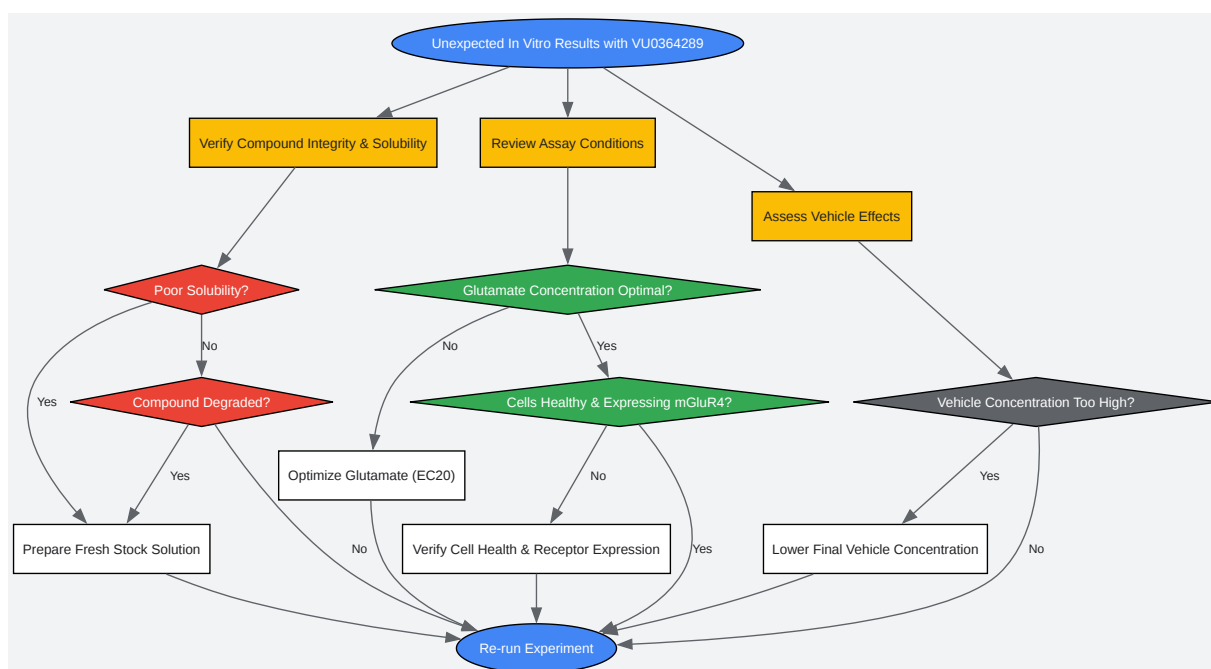 Unexpected In Vitro Results with VU0364289
Verify Compound Integrity & Solubility
Review Assay Conditions
Assess Vehicle Effects
Poor Solubility?
Glutamate Concentration Optimal?
No
No
Yes
Yes
Compound Degraded?
Cells Healthy & Expressing mGluR4?
Vehicle Concentration Too High?
Optimize Glutamate (EC20)
Yes
No
Yes
Prepare Fresh Stock Solution
No
Verify Cell Health & Receptor Expression
Yes
Lower Final Vehicle Concentration
No
Re-run Experiment